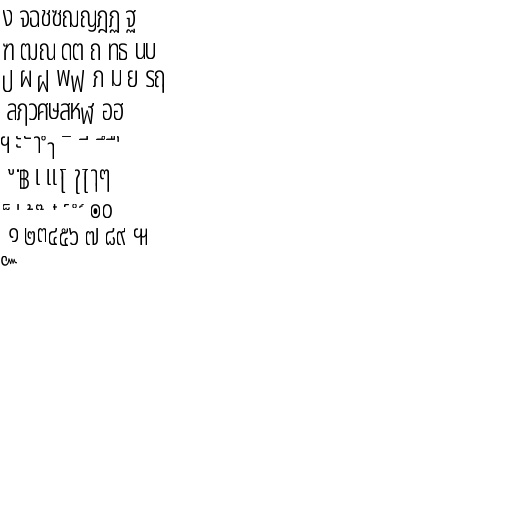 ง จฉชซฌญฎฏ ฐ
ฑ ฒณ ดต ถ ทธ นบ
ป ผ ฝ พฟ ภ ม ย รฤ
ลฦวศษสหฬ อฮ
ฯ ะ ั า ำ ิ ี ึ ื
ุ ู ฿ เ แ โ ใ ไ ๅ ๆ
็ ่ ้ ๊ ๋ ์ ํ ๎ ๏ ๐
๑ ๒๓๔๕๖ ๗ ๘๙ ๚
๛